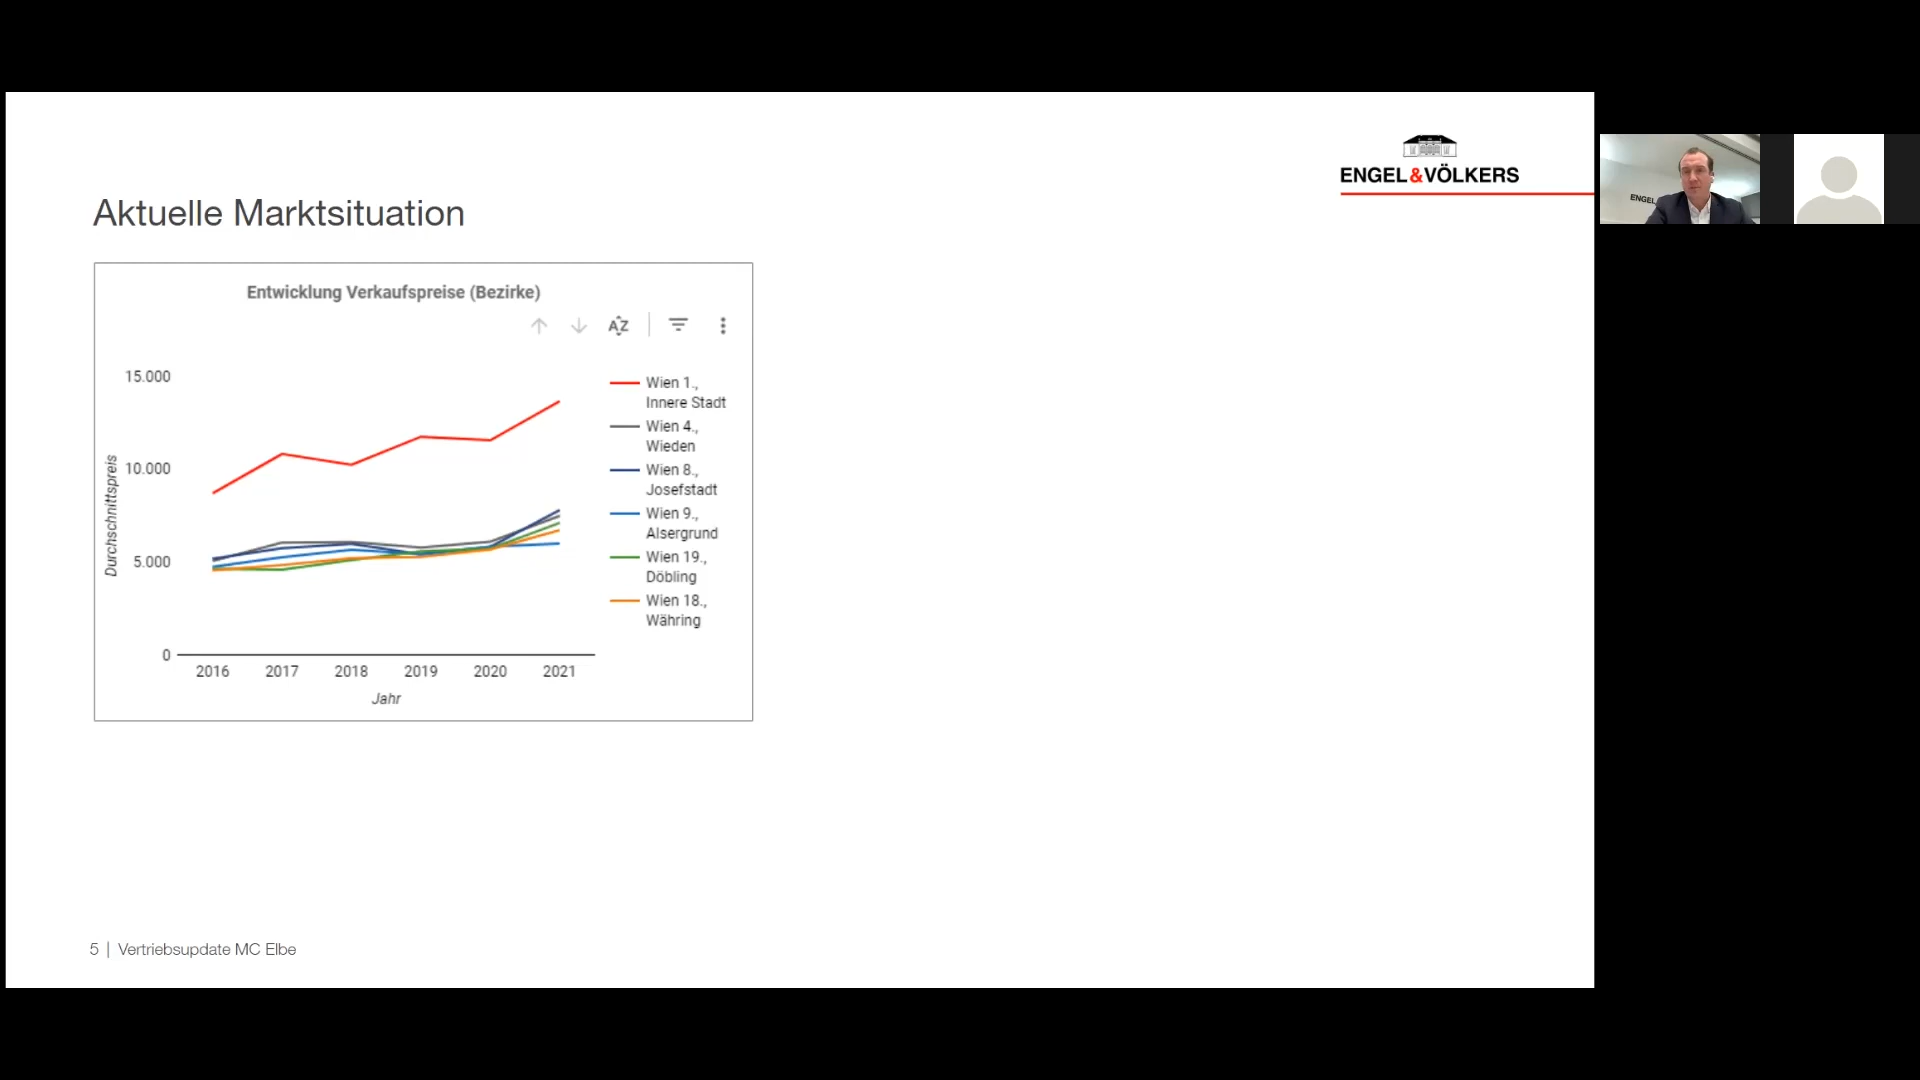 ENGEL&VÖLKERS
ENGEL
Aktuelle Marktsituation
Entwicklung Verkaufspreise (Bezirke)
AZ
15.000
10.000
5.000
0
Durchschnittspreis
2016 2017 2018 2019 2020 2021
Jahr
Wien 1.,
Innere Stadt
Wien 4.,
Wieden
Wien 8.,
Josefstadt
Wien 9.,
Alsergrund
Wien 19.,
Döbling
Wien 18.,
Währing
5 | Vertriebsupdate MC Elbe